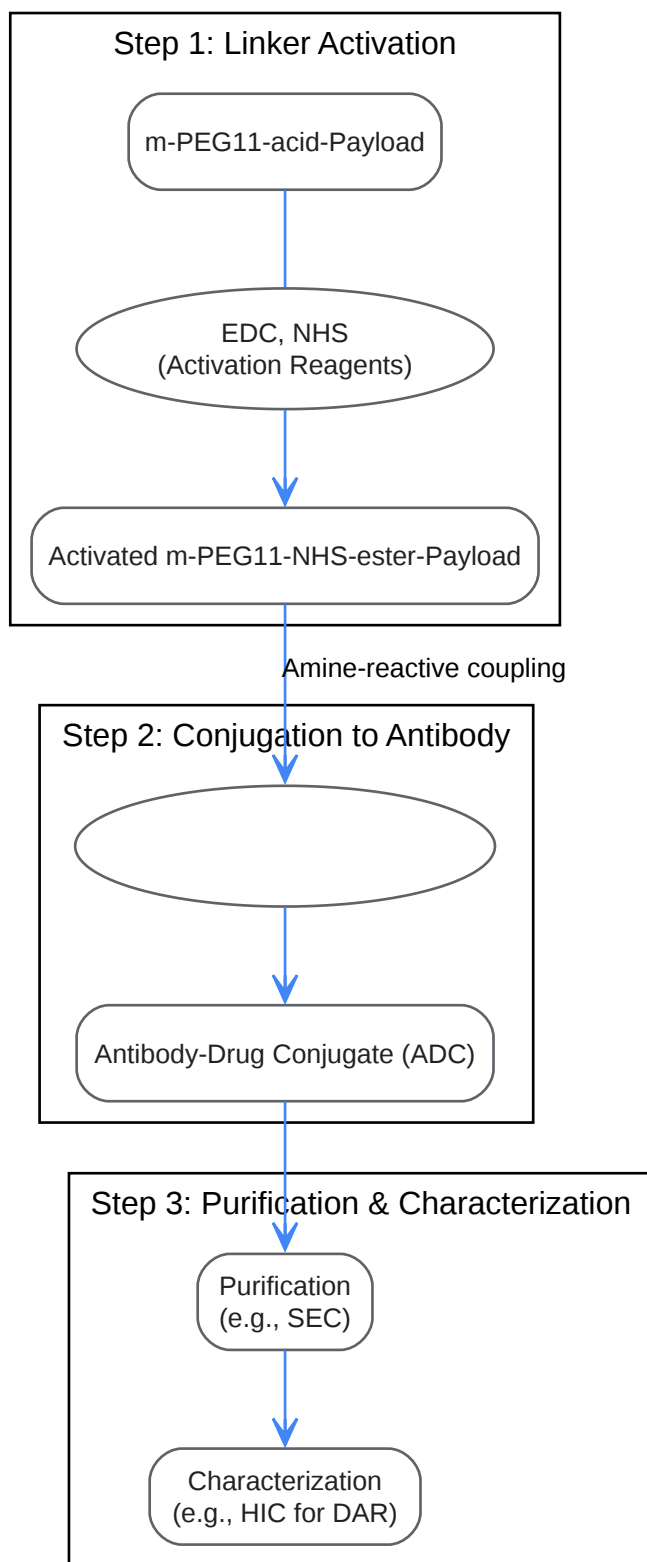 Step 1: Linker Activation
m-PEG11-acid-Payload
EDC, NHS
(Activation Reagents)
Activated m-PEG11-NHS-ester-Payload
Amine-reactive coupling
Step 2: Conjugation to Antibody
Antibody-Drug Conjugate (ADC)
Step 3: Purification & Characterization
Purification
(e.g., SEC)
Characterization
(e.g., HIC for DAR)